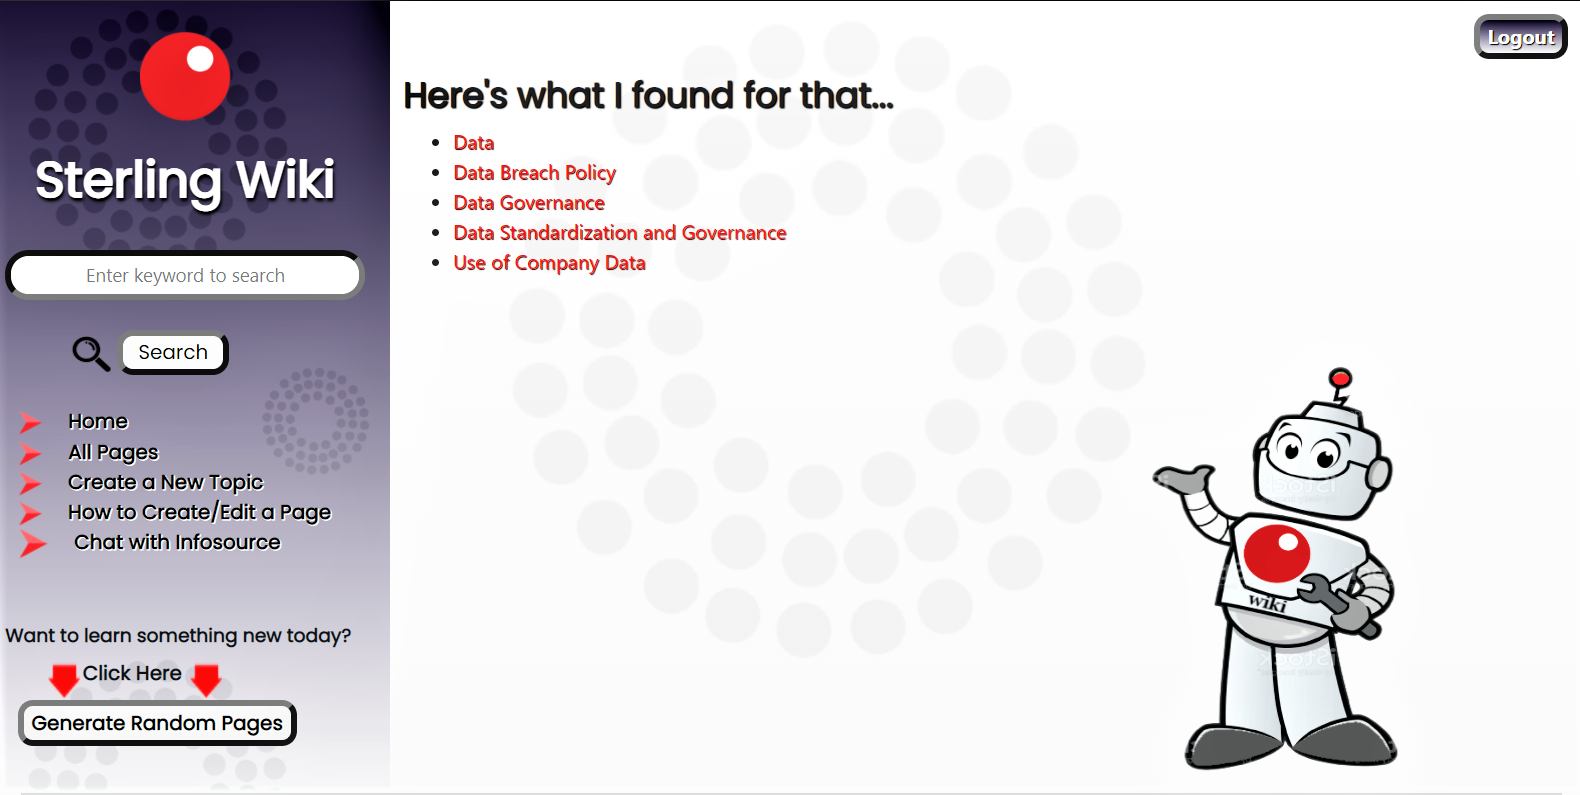 Sterling Wiki
Enter keyword to search
Search
Home
All Pages
Create a New Topic
How to Create/Edit a Page
Chat with Infosource
Want to learn something new today?
Click Here
Generate Random Pages
Logout
Here's what I found for that...
Data
Data Breach Policy
Data Governance
Data Standardization and Governance
Use of Company Data
wiki